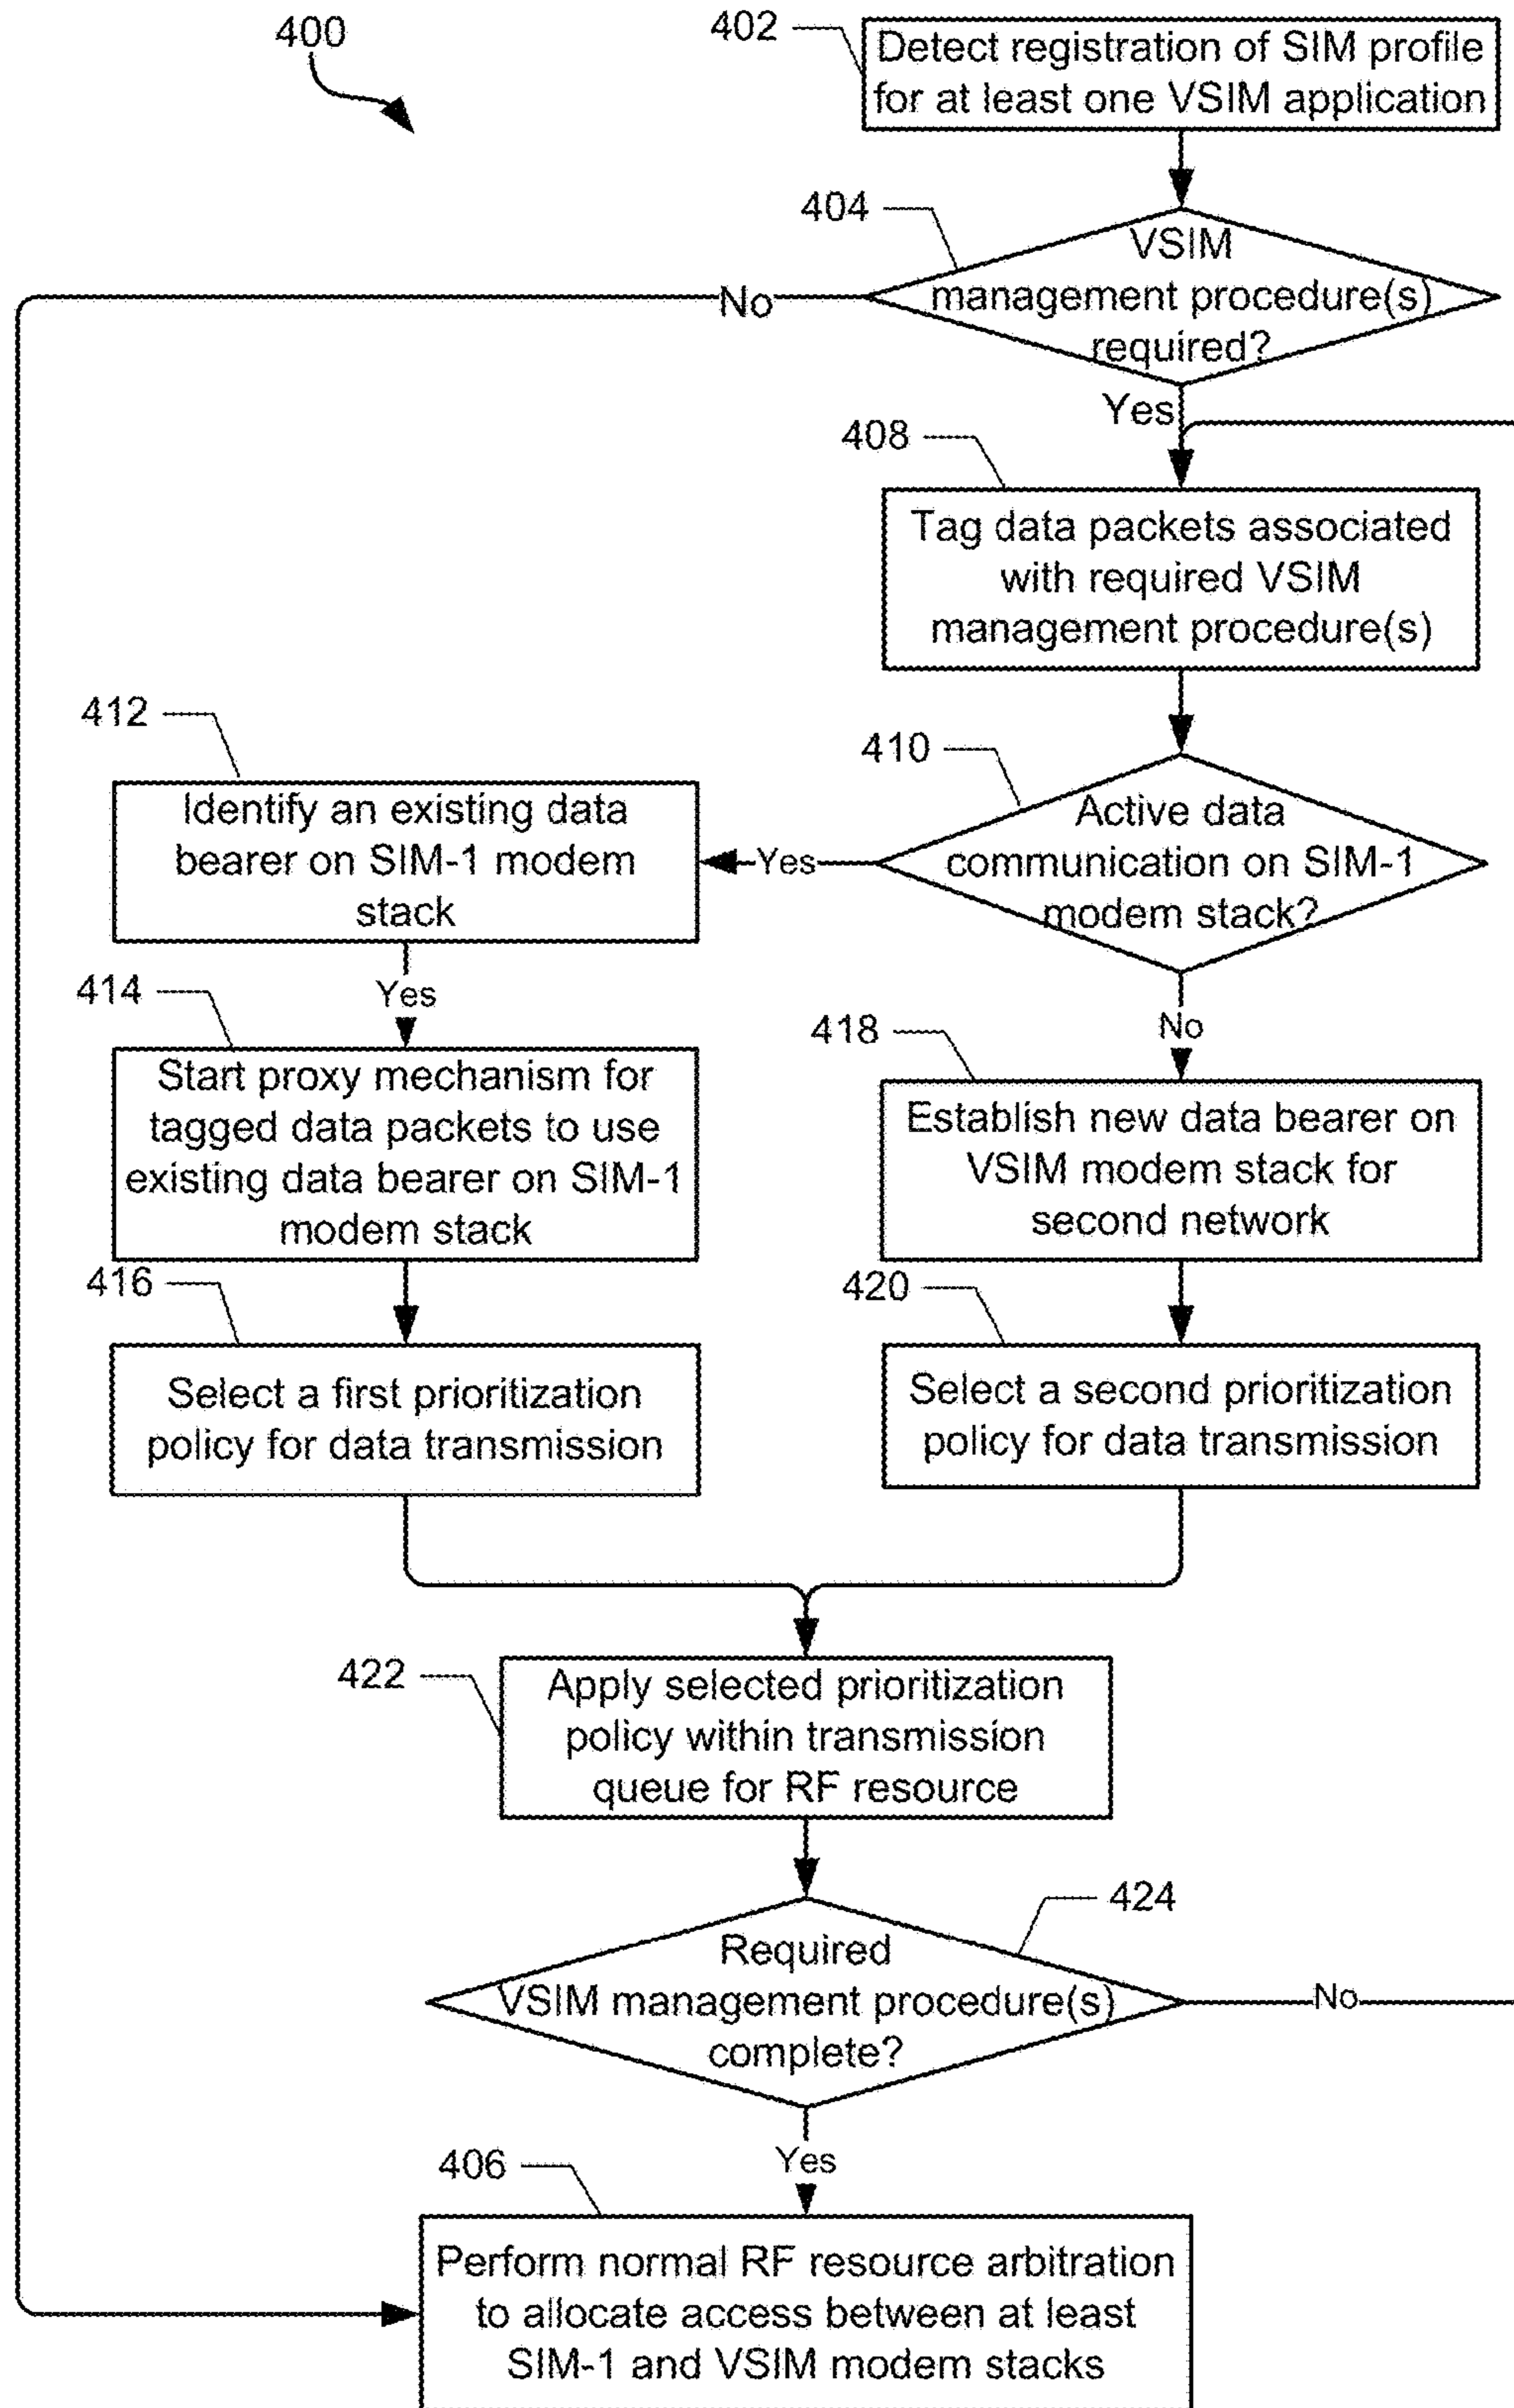 400
402
Detect registration of SIM profile
for at least one VSIM application
404
VSIM
management procedure(s)
required?
No
Yes
408
Tag data packets associated
with required VSIM
management procedure(s)
410
Active data
communication on SIM-1
modem stack?
Yes
412
Identify an existing data
bearer on SIM-1 modem
stack
Yes
414
Start proxy mechanism for
tagged data packets to use
existing data bearer on SIM-1
modem stack
No
418
Establish new data bearer on
VSIM modem stack for
second network
416
Select a first prioritization
policy for data transmission
420
Select a second prioritization
policy for data transmission
422
Apply selected prioritization
policy within transmission
queue for RF resource
424
Required
VSIM management procedure(s)
complete?
No
Yes
406
Perform normal RF resource arbitration
to allocate access between at least
SIM-1 and VSIM modem stacks